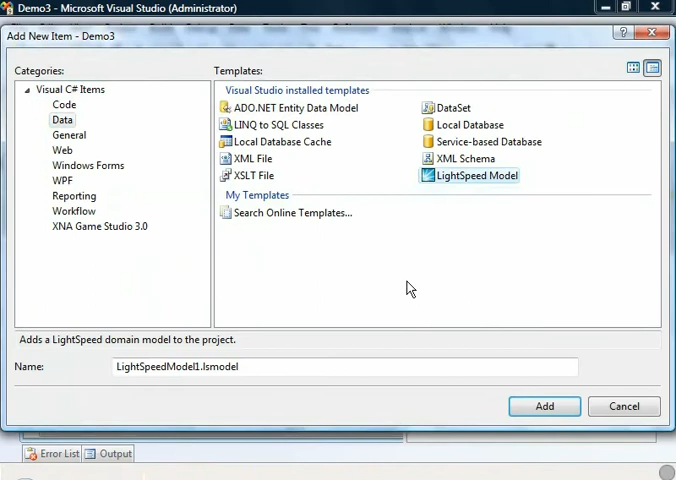 Demo3 - Microsoft Visual Studio (Administrator)
Add New Item - Demo3
Categories:
Templates:
Visual C# Items
Code
Data
General
Web
Windows Forms
WPF
Reporting
Workflow
XNA Game Studio 3.0
Visual Studio installed templates
ADO.NET Entity Data Model
DataSet
LINQ to SQL Classes
Local Database
Local Database Cache
Service-based Database
XML File
XML Schema
XSLT File
LightSpeed Model
My Templates
Search Online Templates...
Adds a LightSpeed domain model to the project.
Name:
LightSpeedModel1.lsmodel
Add
Cancel
Error List
Output